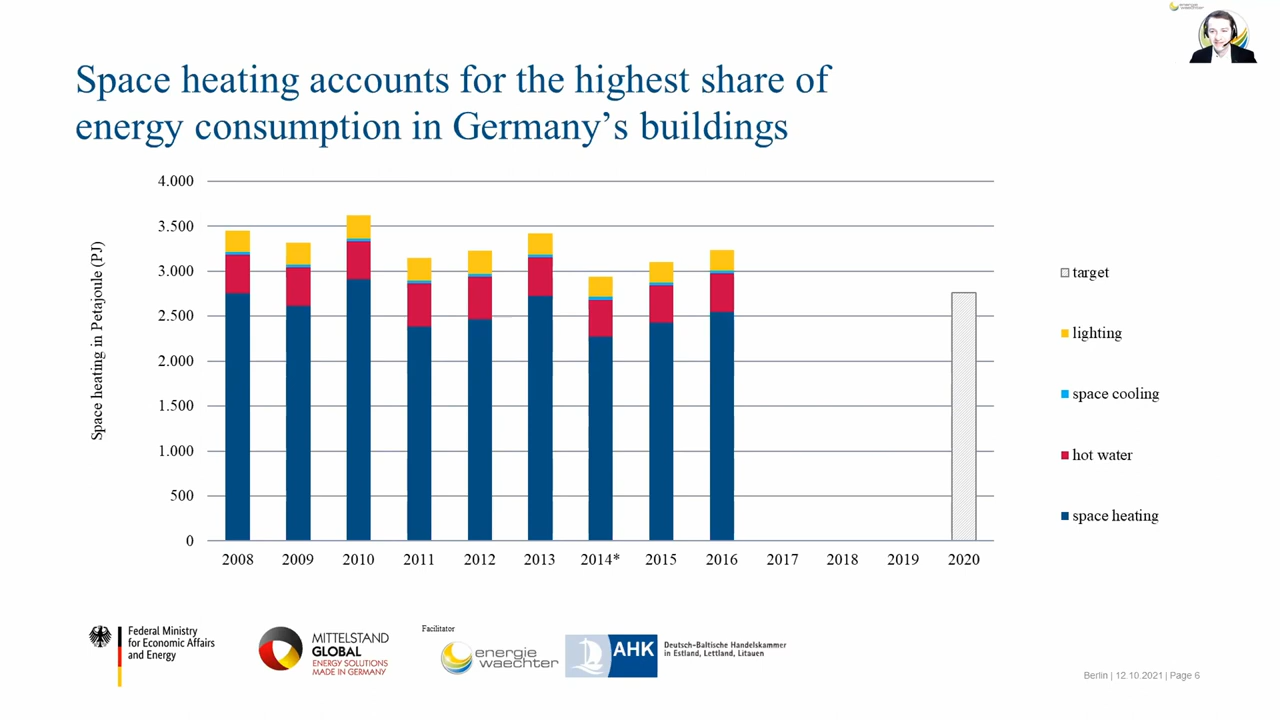 energie
waechter
Space heating accounts for the highest share of
energy consumption in Germany’s buildings
Space heating in Petajoule (PJ)
4.000
3.500
3.000
2.500
2.000
1.500
1.000
500
0
2008 2009 2010 2011 2012 2013 2014* 2015 2016 2017 2018 2019 2020
target
lighting
space cooling
hot water
space heating
Federal Ministry
for Economic Affairs
and Energy
MITTELSTAND
GLOBAL
ENERGY SOLUTIONS
MADE IN GERMANY
Facilitator
energie
waechter
AHK
Deutsch-Baltische Handelskammer
in Estland, Lettland, Litauen
Berlin | 12.10.2021 | Page 6